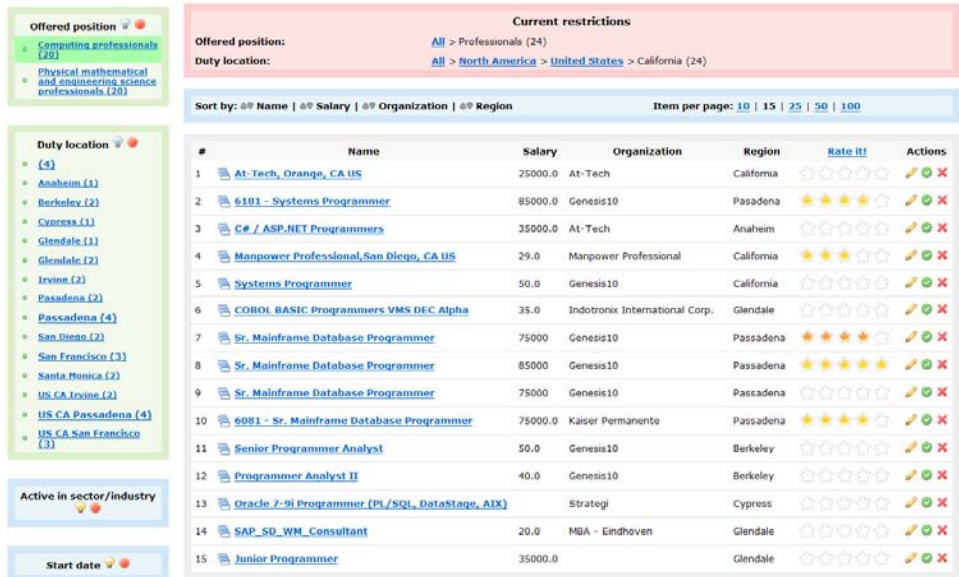 Offered position
Computing professionals
(20)
Physical mathematical
and engineering science
professionals (20)
Duty location
(4)
Anaheim (1)
Berkeley (2)
Cypress (1)
Glendale (1)
Glendale (2)
Irvine (2)
Pasadena (2)
Passadena (4)
San Diego (2)
San Francisco (3)
Santa Monica (2)
US CA Irvine (2)
US CA Passadena (4)
US CA San Francisco
(3)
Active in sector/industry
Start date
Current restrictions
Offered position: All > Professionals (24)
Duty location: All > North America > United States > California (24)
Sort by: Name | Salary | Organization | Region Item per page: 10 | 15 | 25 | 50 | 100
# Name Salary Organization Region Rate it! Actions
1 At-Tech, Orange, CA US 25000.0 At-Tech California
2 6181 - Systems Programmer 85000.0 Genesis10 Pasadena
3 C# / ASP.NET Programmers 35000.0 At-Tech Anaheim
4 Manpower Professional,San Diego, CA US 29.0 Manpower Professional California
5 Systems Programmer 50.0 Genesis10 California
6 COBOL BASIC Programmers VMS DEC Alpha 35.0 Indotronix International Corp. Glendale
7 Sr. Mainframe Database Programmer 75000 Genesis10 Passadena
8 Sr. Mainframe Database Programmer 85000 Genesis10 Passadena
9 Sr. Mainframe Database Programmer 75000 Genesis10 Passadena
10 6081 - Sr. Mainframe Database Programmer 75000.0 Kaiser Permanente Passadena
11 Senior Programmer Analyst 50.0 Genesis10 Berkeley
12 Programmer Analyst II 40.0 Genesis10 Berkeley
13 Oracle 7-9i Programmer (PL/SQL, DataStage, AIX) Strategi Cypress
14 SAP_SD_WM_Consultant 20.0 MBA - Eindhoven Glendale
15 Junior Programmer 35000.0 Glendale